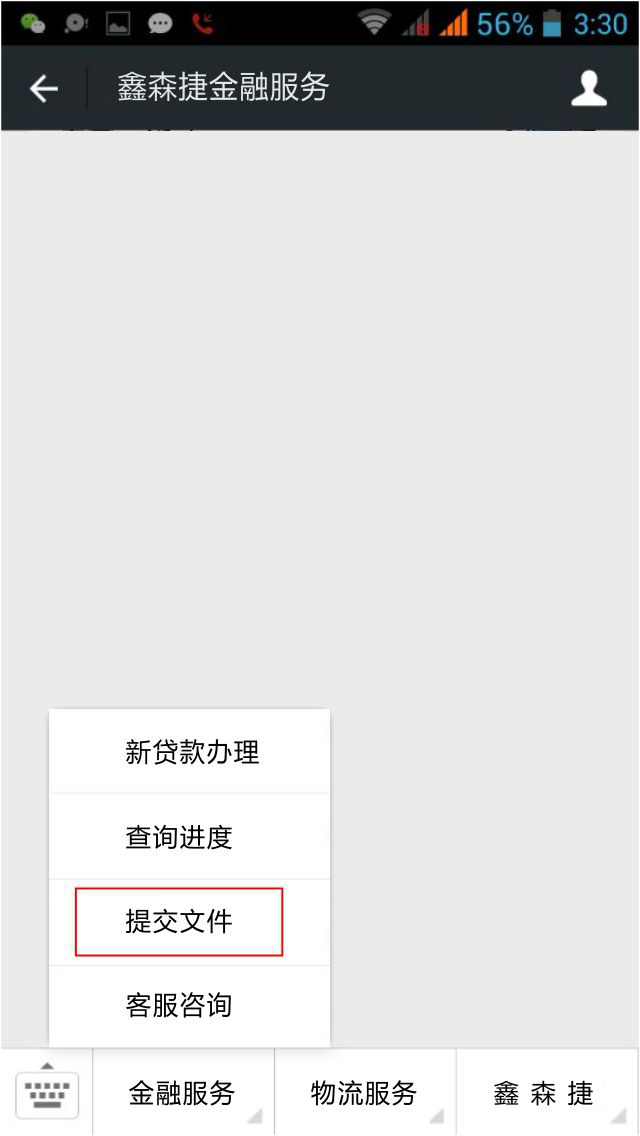 56% 3:30
鑫森捷金融服务
新贷款办理
查询进度
提交文件
客服咨询
金融服务 物流服务 鑫 森 捷